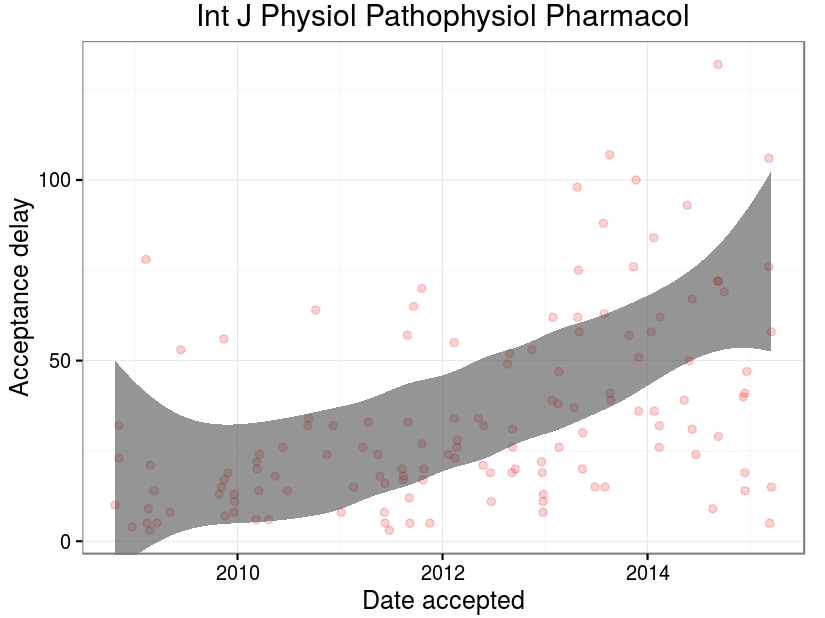 Int J Physiol Pathophysiol Pharmacol
Acceptance delay
100
50
0
2010 2012 2014
Date accepted